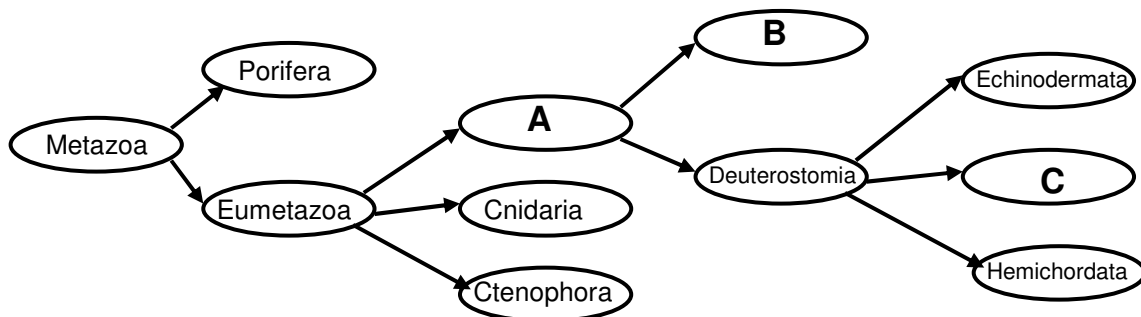 B
Porifera
Echinodermata
A
Metazoa
Deuterostomia
C
Eumetazoa
Cnidaria
Hemichordata
Ctenophora